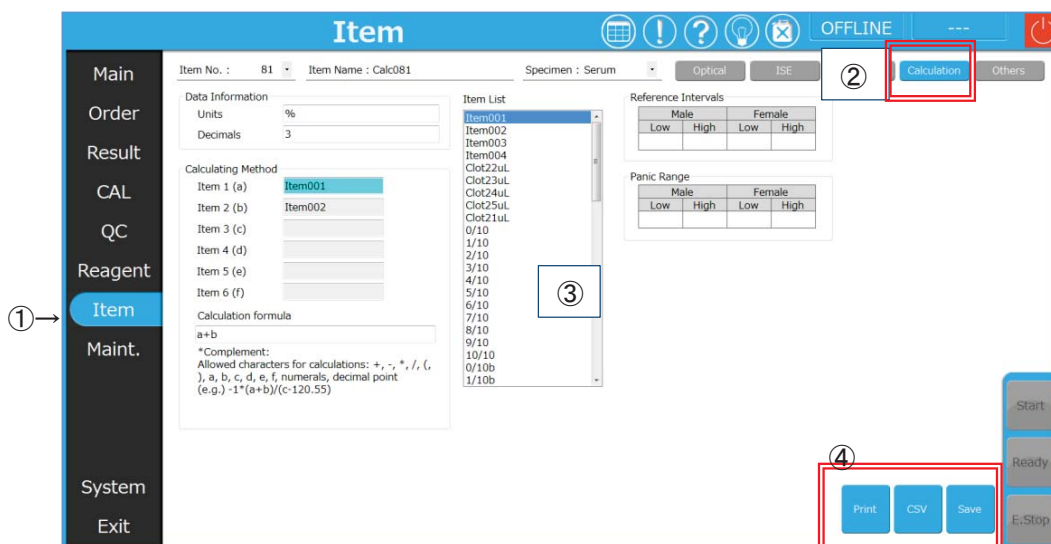 Item
OFFLINE
---
①→
②
③
④
Main
Order
Result
CAL
QC
Reagent
Item
Maint.
System
Exit
Item No. : 81 Item Name : Calc081 Specimen : Serum
Optical ISE Calculation Others
Data Information
Units %
Decimals 3
Calculating Method
Item 1 (a) Item001
Item 2 (b) Item002
Item 3 (c)
Item 4 (d)
Item 5 (e)
Item 6 (f)
Calculation formula
a+b
*Complement:
Allowed characters for calculations: +, -, *, /, (,
), a, b, c, d, e, f, numerals, decimal point
(e.g.) -1*(a+b)/(c-120.55)
Item List
Item001
Item002
Item003
Item004
Clot22uL
Clot23uL
Clot24uL
Clot25uL
Clot21uL
0/10
1/10
2/10
3/10
4/10
5/10
6/10
7/10
8/10
9/10
10/10
0/10b
1/10b
Reference Intervals
Male Female
Low High Low High
Panic Range
Male Female
Low High Low High
Print CSV Save
Start
Ready
E.Stop